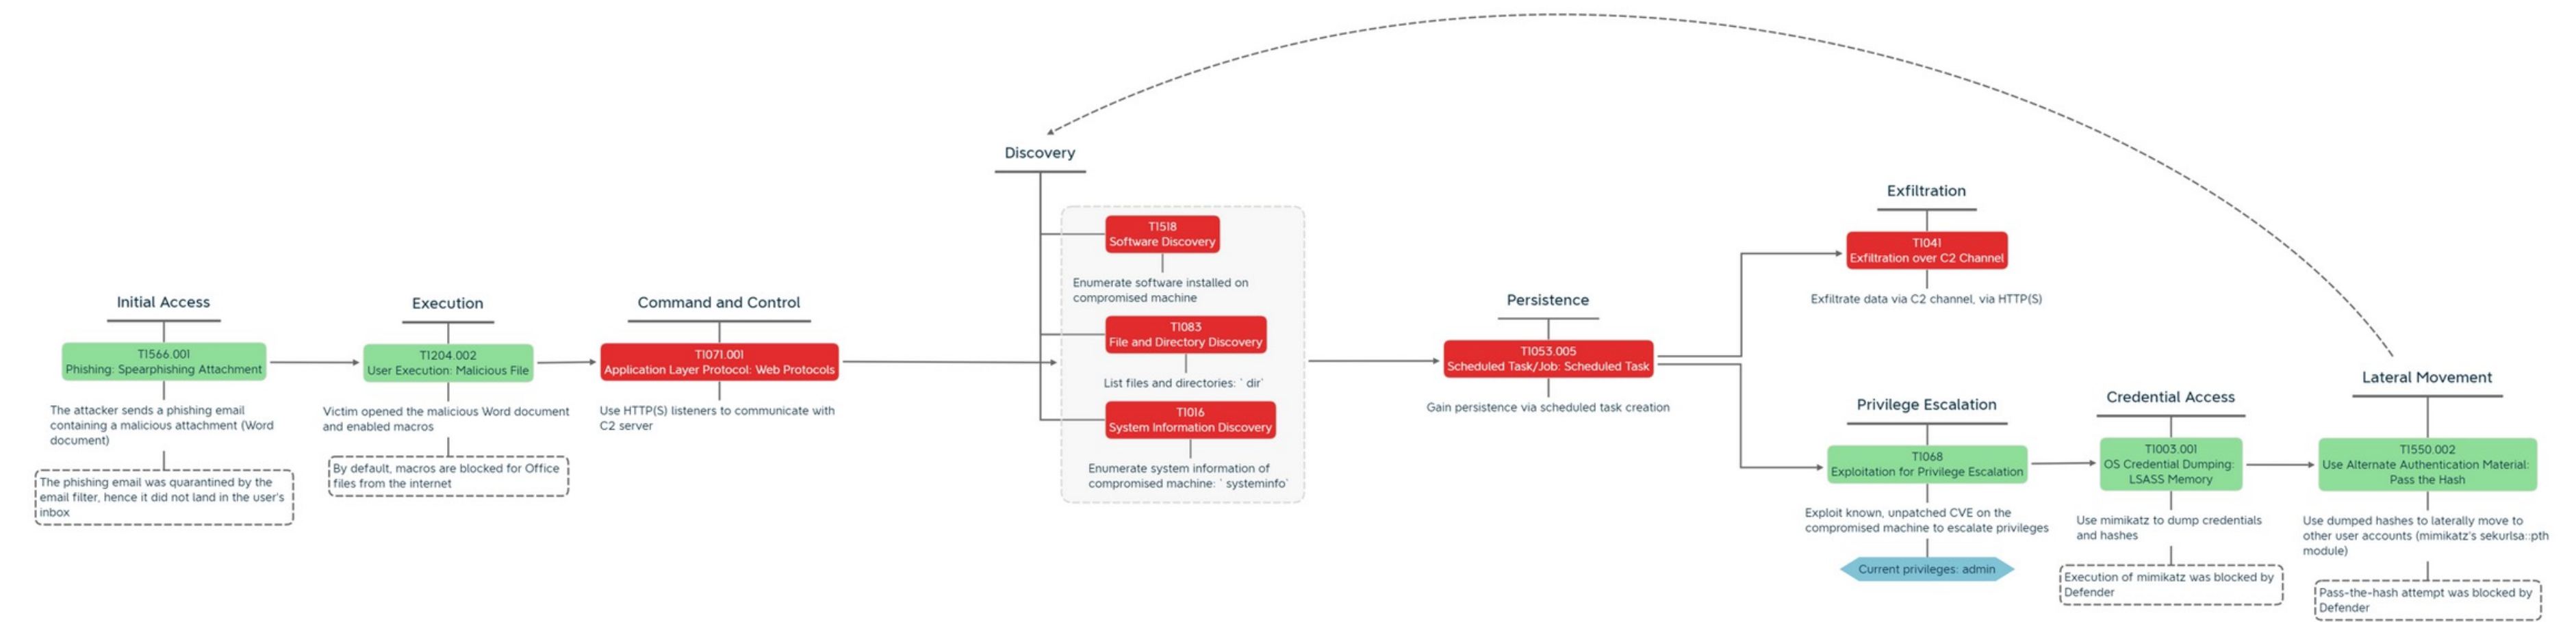 Initial Access
T1566.001
Phishing: Spearphishing Attachment
The attacker sends a phishing email
containing a malicious attachment (Word
document)
The phishing email was quarantined by the
email filter, hence it did not land in the user's
inbox
Execution
T1204.002
User Execution: Malicious File
Victim opened the malicious Word document
and enabled macros
By default, macros are blocked for Office
files from the internet
Command and Control
T1071.001
Application Layer Protocol: Web Protocols
Use HTTP(S) listeners to communicate with
C2 server
Discovery
T1518
Software Discovery
Enumerate software installed on
compromised machine
T1083
File and Directory Discovery
List files and directories: ` dir`
T1016
System Information Discovery
Enumerate system information of
compromised machine: ` systeminfo`
Persistence
T1053.005
Scheduled Task/Job: Scheduled Task
Gain persistence via scheduled task creation
Exfiltration
T1041
Exfiltration over C2 Channel
Exfiltrate data via C2 channel, via HTTP(S)
Privilege Escalation
T1068
Exploitation for Privilege Escalation
Exploit known, unpatched CVE on the
compromised machine to escalate privileges
Current privileges: admin
Credential Access
T1003.001
OS Credential Dumping:
LSASS Memory
Use mimikatz to dump credentials
and hashes
Execution of mimikatz was blocked by
Defender
Lateral Movement
T1550.002
Use Alternate Authentication Material:
Pass the Hash
Use dumped hashes to laterally move to
other user accounts (mimikatz's sekurlsa::pth
module)
Pass-the-hash attempt was blocked by
Defender